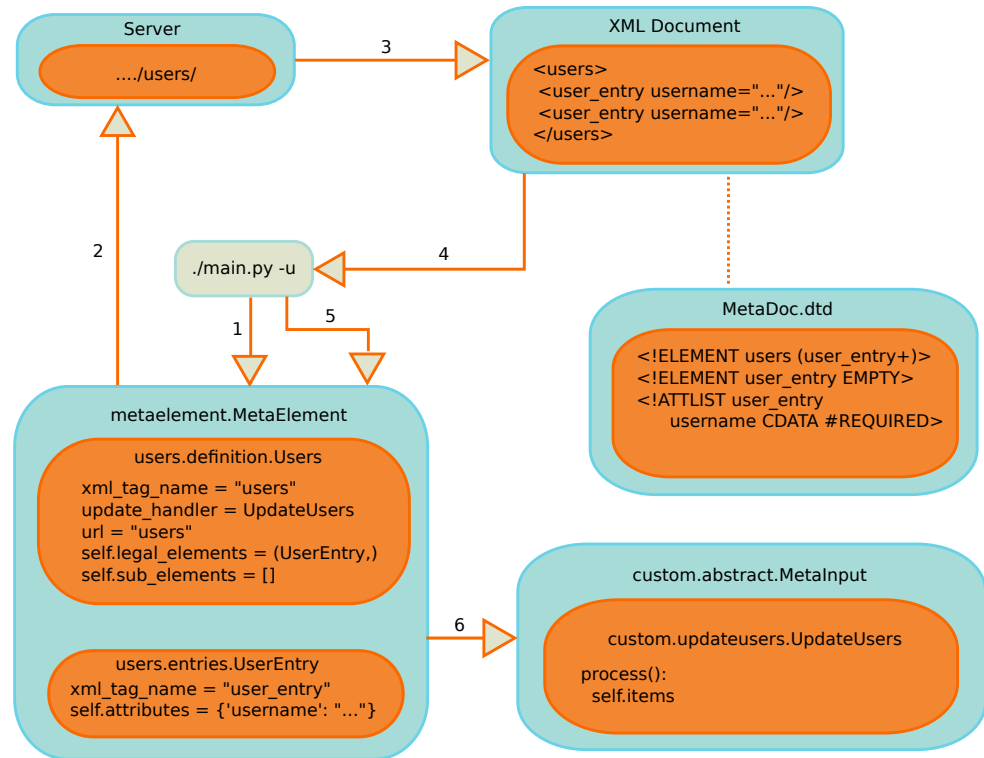 Server
..../users/
3
XML Document
<users>
<user_entry username="..."/>
<user_entry username="..."/>
</users>
2
./main.py -u
4
1
5
MetaDoc.dtd
<!ELEMENT users (user_entry+)>
<!ELEMENT user_entry EMPTY>
<!ATTLIST user_entry
username CDATA #REQUIRED>
metaelement.MetaElement
users.definition.Users
xml_tag_name = "users"
update_handler = UpdateUsers
url = "users"
self.legal_elements = (UserEntry,)
self.sub_elements = []
users.entries.UserEntry
xml_tag_name = "user_entry"
self.attributes = {'username': "..."}
6
custom.abstract.MetaInput
custom.updateusers.UpdateUsers
process():
self.items